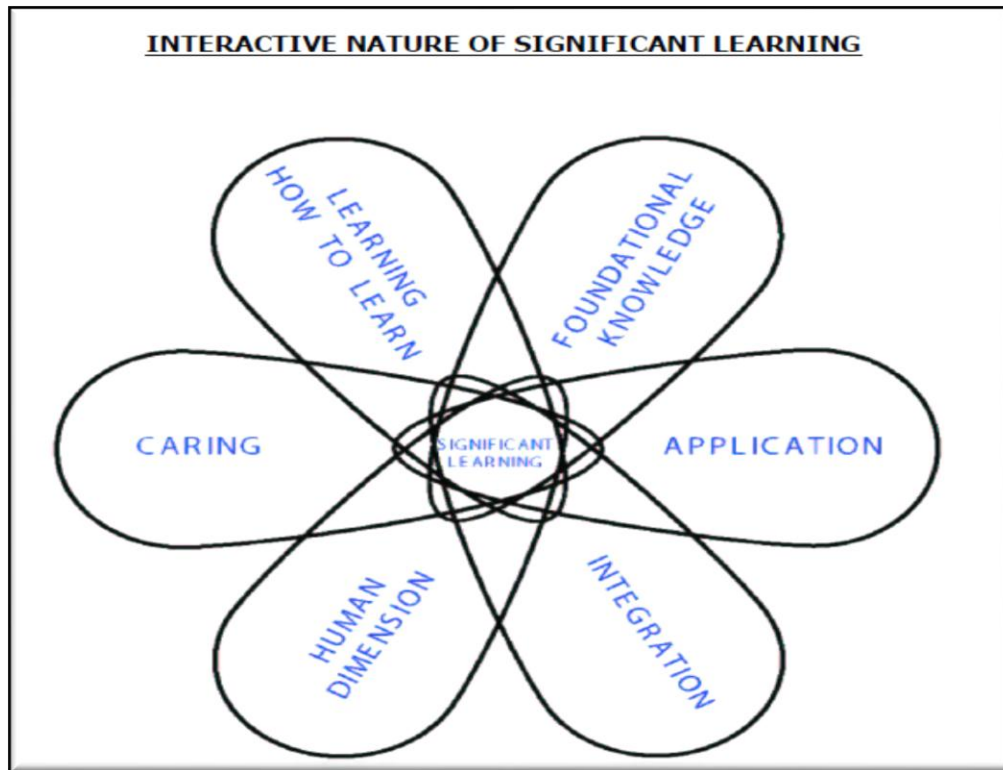 INTERACTIVE NATURE OF SIGNIFICANT LEARNING
LEARNING
HOW TO LEARN
FOUNDATIONAL
KNOWLEDGE
CARING
SIGNIFICANT
LEARNING
APPLICATION
HUMAN
DIMENSION
INTEGRATION